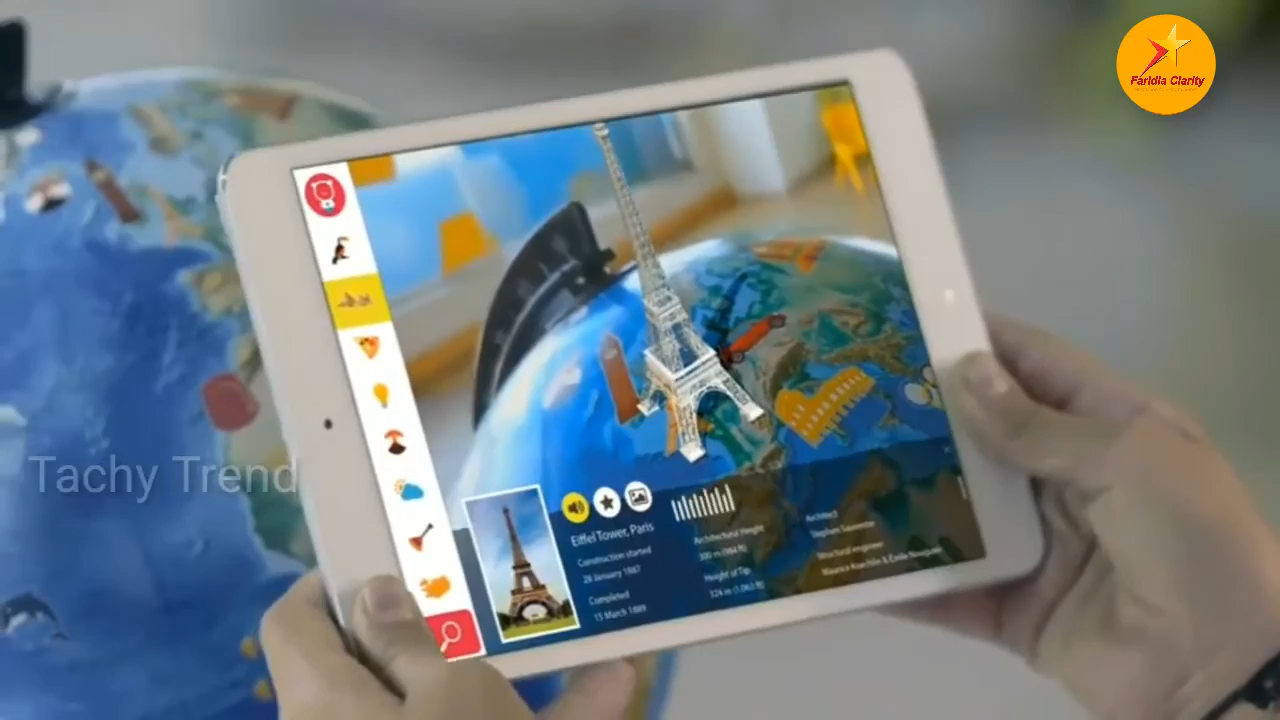 Faridia Clarity
Tachy Trend
Eiffel Tower, Paris
Construction started
28 January 1887
Completed
15 March 1889
Architectural Height
300 m (984 ft)
Height of Tip
324 m (1,063 ft)
Architect
Stephen Sauvestre
Structural engineer
Maurice Koechlin & Émile Nouguier